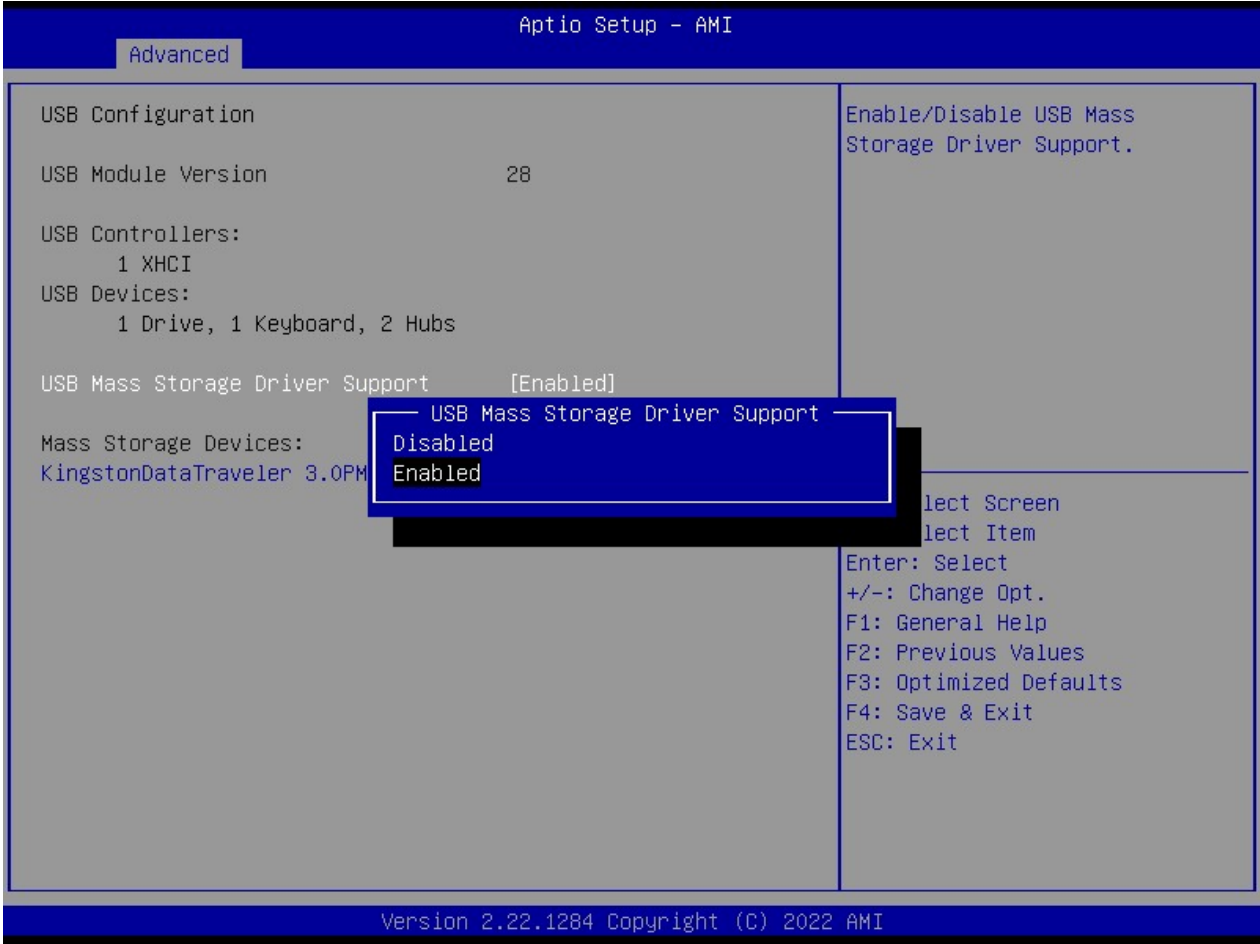 Aptio Setup – AMI
Advanced
USB Configuration
USB Module Version 28
USB Controllers:
1 XHCI
USB Devices:
1 Drive, 1 Keyboard, 2 Hubs
USB Mass Storage Driver Support [Enabled]
Mass Storage Devices:
KingstonDataTraveler 3.0PM
USB Mass Storage Driver Support
Disabled
Enabled
Enable/Disable USB Mass
Storage Driver Support.
lect Screen
lect Item
Enter: Select
+/-: Change Opt.
F1: General Help
F2: Previous Values
F3: Optimized Defaults
F4: Save & Exit
ESC: Exit
Version 2.22.1284 Copyright (C) 2022 AMI